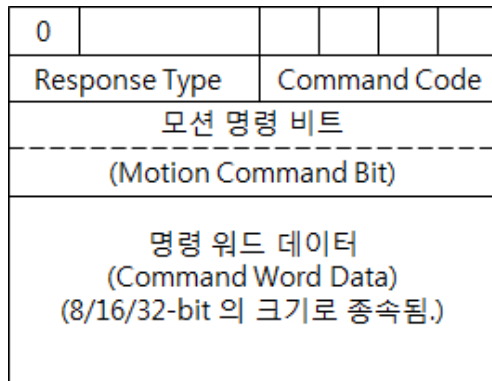 0
Response Type Command Code
모션 명령 비트
(Motion Command Bit)
명령 워드 데이터
(Command Word Data)
(8/16/32-bit 의 크기로 종속됨.)